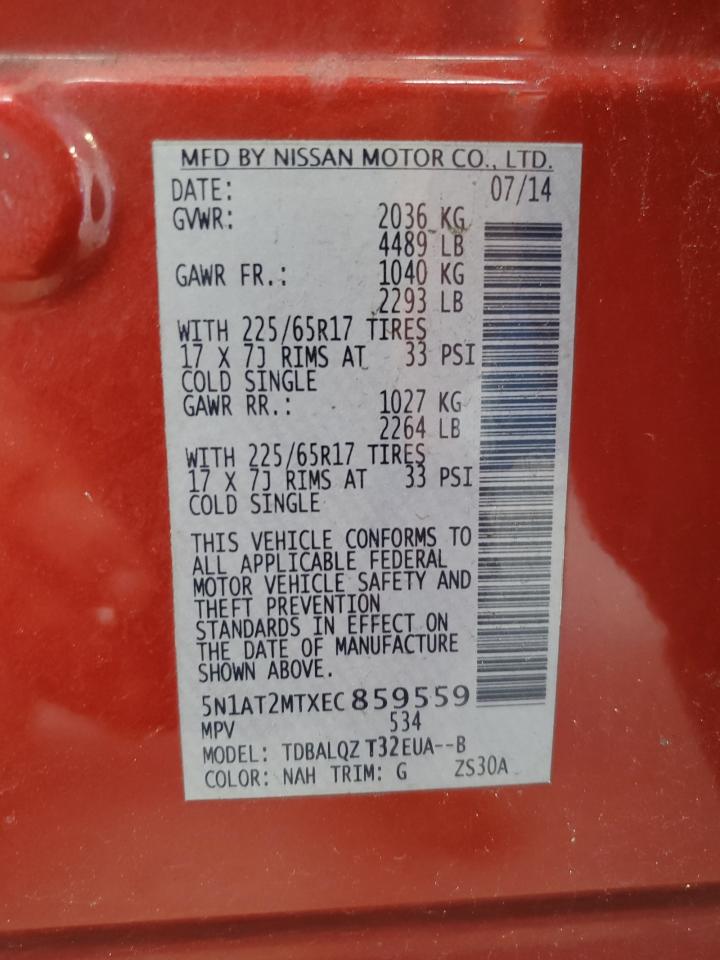 MFD BY NISSAN MOTOR CO., LTD.
DATE: 07/14
GVWR: 2036 KG
4489 LB
GAWR FR.: 1040 KG
2293 LB
WITH 225/65R17 TIRES
17 X 7J RIMS AT 33 PSI
COLD SINGLE
GAWR RR.: 1027 KG
2264 LB
WITH 225/65R17 TIRES
17 X 7J RIMS AT 33 PSI
COLD SINGLE
THIS VEHICLE CONFORMS TO
ALL APPLICABLE FEDERAL
MOTOR VEHICLE SAFETY AND
THEFT PREVENTION
STANDARDS IN EFFECT ON
THE DATE OF MANUFACTURE
SHOWN ABOVE.
5N1AT2MTXEC859559
MPV 534
MODEL: TDBALQZ T32EUA--B
COLOR: NAH TRIM: G ZS30A